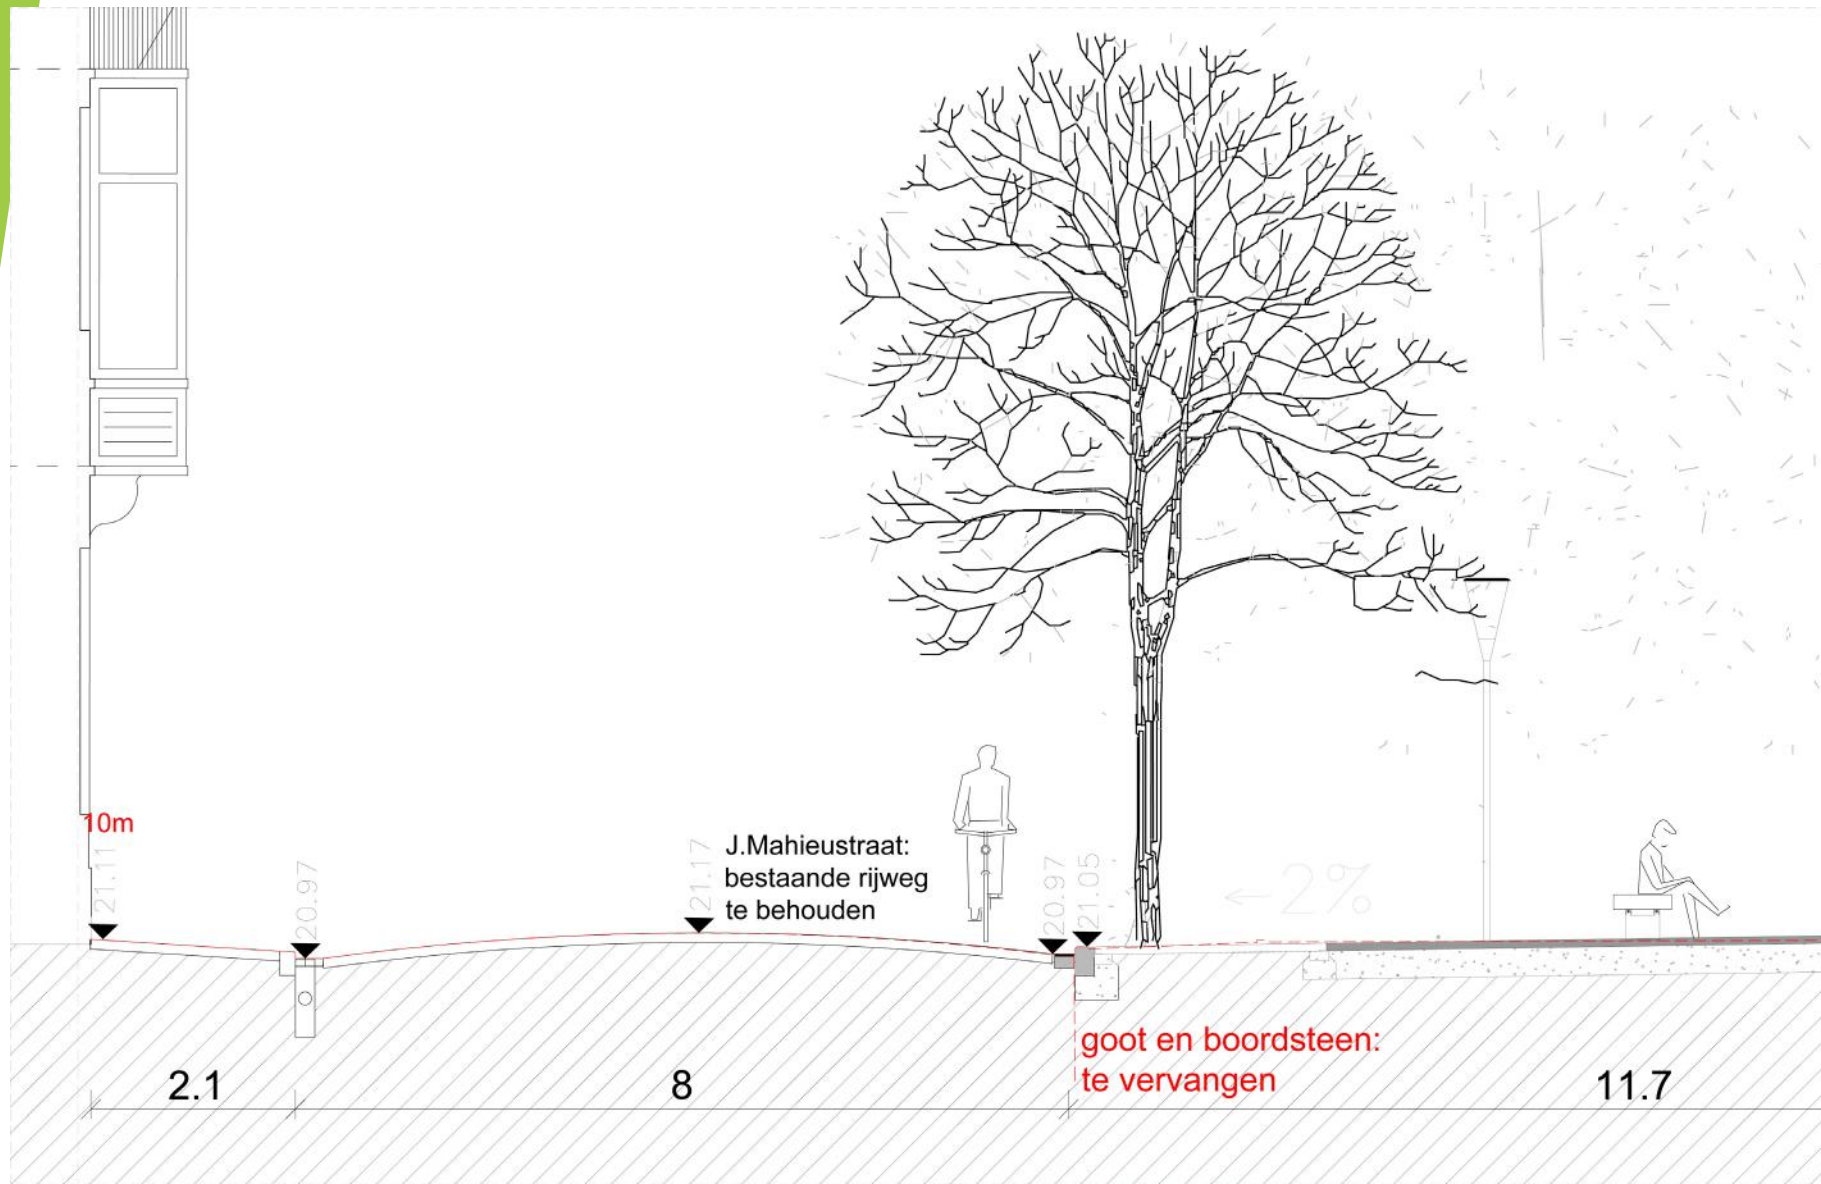 10m
21.11
20.97
21.17
J.Mahieustraat:
bestaande rijweg
te behouden
20.97
21.05
2%
goot en boordsteen:
te vervangen
2.1
8
11.7